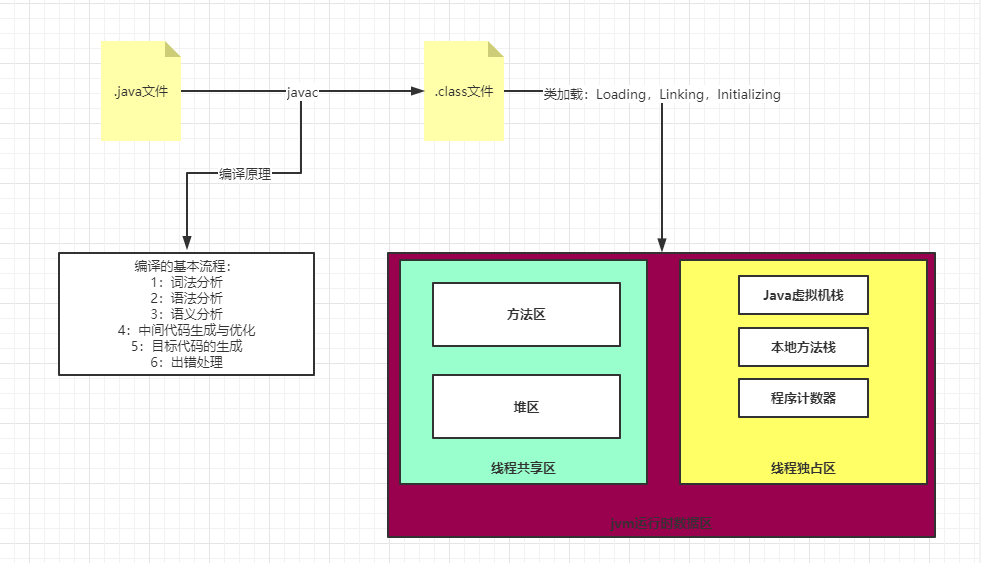 .java文件
javac
.class文件
类加载：Loading，Linking，Initializing
编译原理
编译的基本流程：
1：词法分析
2：语法分析
3：语义分析
4：中间代码生成与优化
5：目标代码的生成
6：出错处理
方法区
堆区
线程共享区
Java虚拟机栈
本地方法栈
程序计数器
线程独占区
jvm运行时数据区